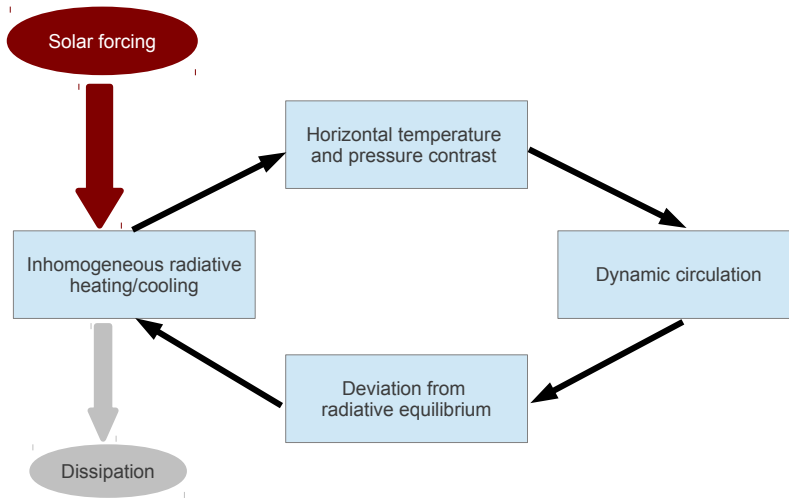 Solar forcing
Horizontal temperature
and pressure contrast
Inhomogeneous radiative
heating/cooling
Dynamic circulation
Deviation from
radiative equilibrium
Dissipation